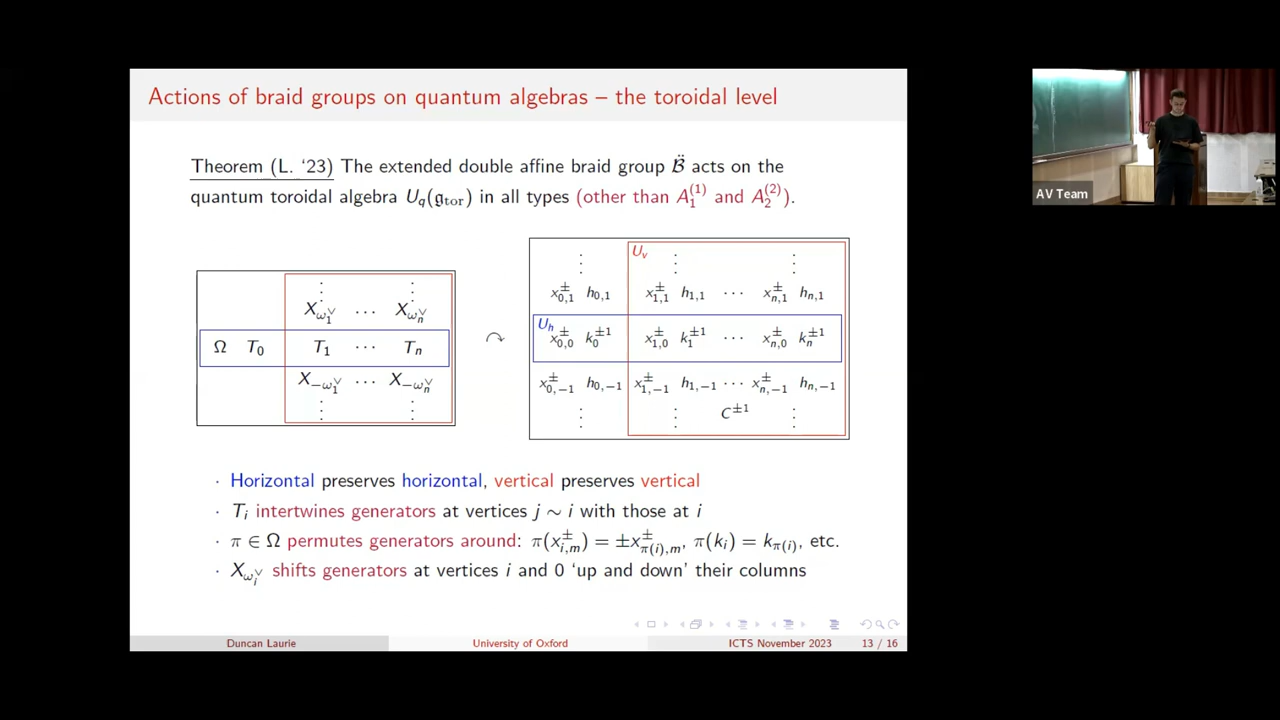 Actions of braid groups on quantum algebras – the toroidal level
Theorem (L. ‘23) The extended double affine braid group B̈ acts on the
quantum toroidal algebra U_q(𝔤_tor) in all types (other than A_1^{(1)} and A_2^{(2)}).
⋮ ⋮
X_{ω_1^∨} ⋯ X_{ω_n^∨}
Ω T_0 T_1 ⋯ T_n
X_{−ω_1^∨} ⋯ X_{−ω_n^∨}
⋮ ⋮
↷
U_v
⋮ ⋮ ⋮
x_{0,1}^± h_{0,1} x_{1,1}^± h_{1,1} ⋯ x_{n,1}^± h_{n,1}
U_h
x_{0,0}^± k_0^{±1} x_{1,0}^± k_1^{±1} ⋯ x_{n,0}^± k_n^{±1}
x_{0,−1}^± h_{0,−1} x_{1,−1}^± h_{1,−1} ⋯ x_{n,−1}^± h_{n,−1}
⋮ ⋮ C^{±1} ⋮
· Horizontal preserves horizontal, vertical preserves vertical
· T_i intertwines generators at vertices j ∼ i with those at i
· π ∈ Ω permutes generators around: π(x_{i,m}^±) = ±x_{π(i),m}^±, π(k_i) = k_{π(i)}, etc.
· X_{ω_i^∨} shifts generators at vertices i and 0 ‘up and down’ their columns
Duncan Laurie University of Oxford ICTS November 2023 13 / 16
AV Team